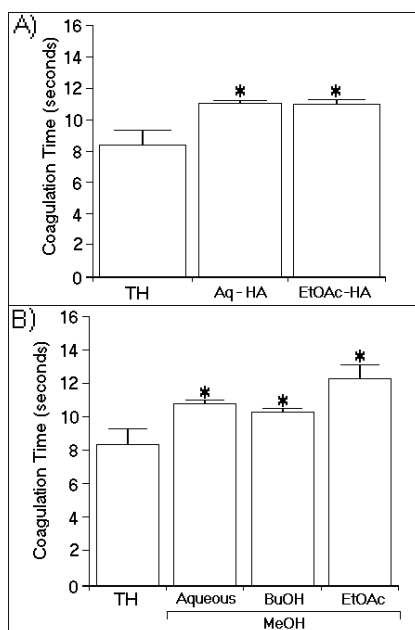 A)
Coagulation Time (seconds)
16
14
12
10
8
6
4
2
0
*
*
TH
Aq-HA
EtOAc-HA
B)
Coagulation Time (seconds)
16
14
12
10
8
6
4
2
0
*
*
*
TH
Aqueous
BuOH
EtOAc
MeOH